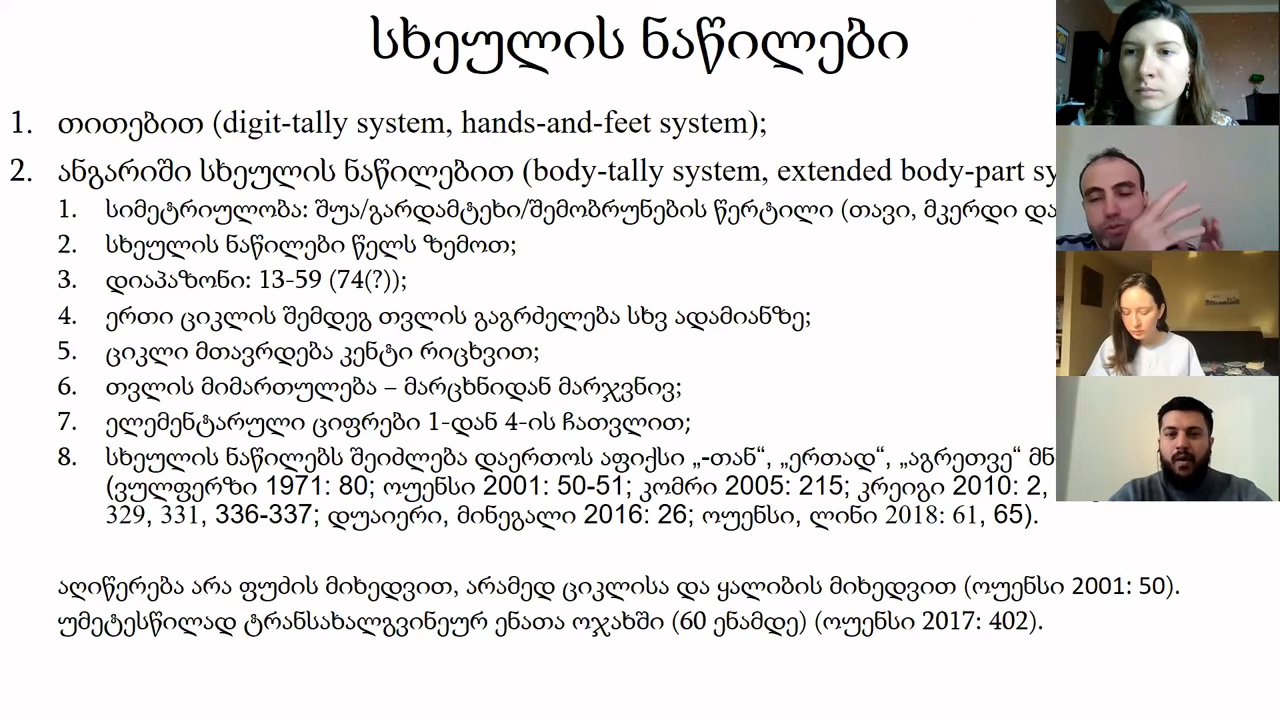 სხეულის ნაწილები
1. თითებით (digit-tally system, hands-and-feet system);
2. ანგარიში სხეულის ნაწილებით (body-tally system, extended body-part
1. სიმეტრიულობა: შუა/გარდამტეხი/შემობრუნების წერტილი (თავი, მკერდი
2. სხეულის ნაწილები წელს ზემოთ;
3. დიაპაზონი: 13-59 (74(?));
4. ერთი ციკლის შემდეგ თვლის გაგრძელება სხვ ადამიანზე;
5. ციკლი მთავრდება კენტი რიცხვით;
6. თვლის მიმართულება – მარცხნიდან მარჯვნივ;
7. ელემენტარული ციფრები 1-დან 4-ის ჩათვლით;
8. სხეულის ნაწილებს შეიძლება დაერთოს აფიქსი „-თან“, „ერთად“, „აგრეთვე“
(ვულფერზი 1971: 80; ოუენსი 2001: 50-51; კომრი 2005: 215; კრეიგი 2010: 2,
329, 331, 336-337; დუაიერი, მინეგალი 2016: 26; ოუენსი, ლინი 2018: 61, 65).
აღიწერება არა ფუძის მიხედვით, არამედ ციკლისა და ყალიბის მიხედვით (ოუენსი 2001: 50).
უმეტესწილად ტრანსახალგვინეურ ენათა ოჯახში (60 ენამდე) (ოუენსი 2017: 402).